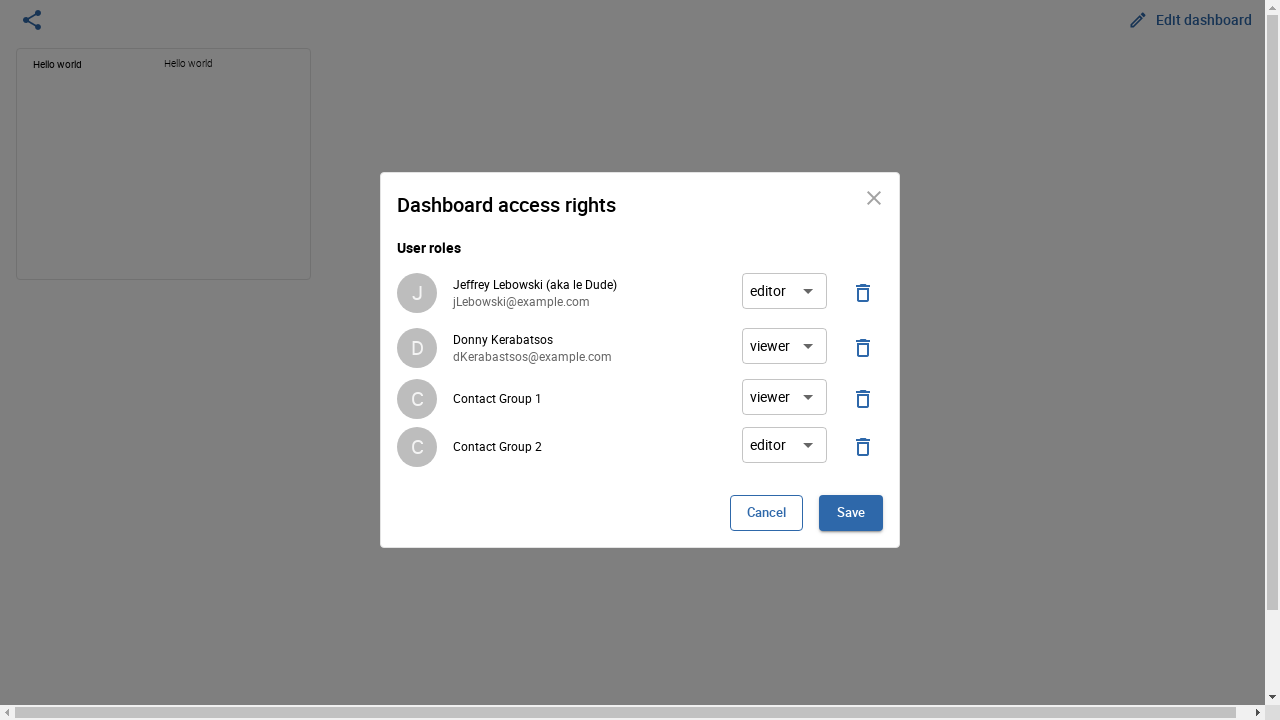 Edit dashboard
Hello world
Hello world
Dashboard access rights
User roles
J
Jeffrey Lebowski (aka le Dude)
jLebowski@example.com
editor
D
Donny Kerabatsos
dKerabastsos@example.com
viewer
C
Contact Group 1
viewer
C
Contact Group 2
editor
Cancel
Save